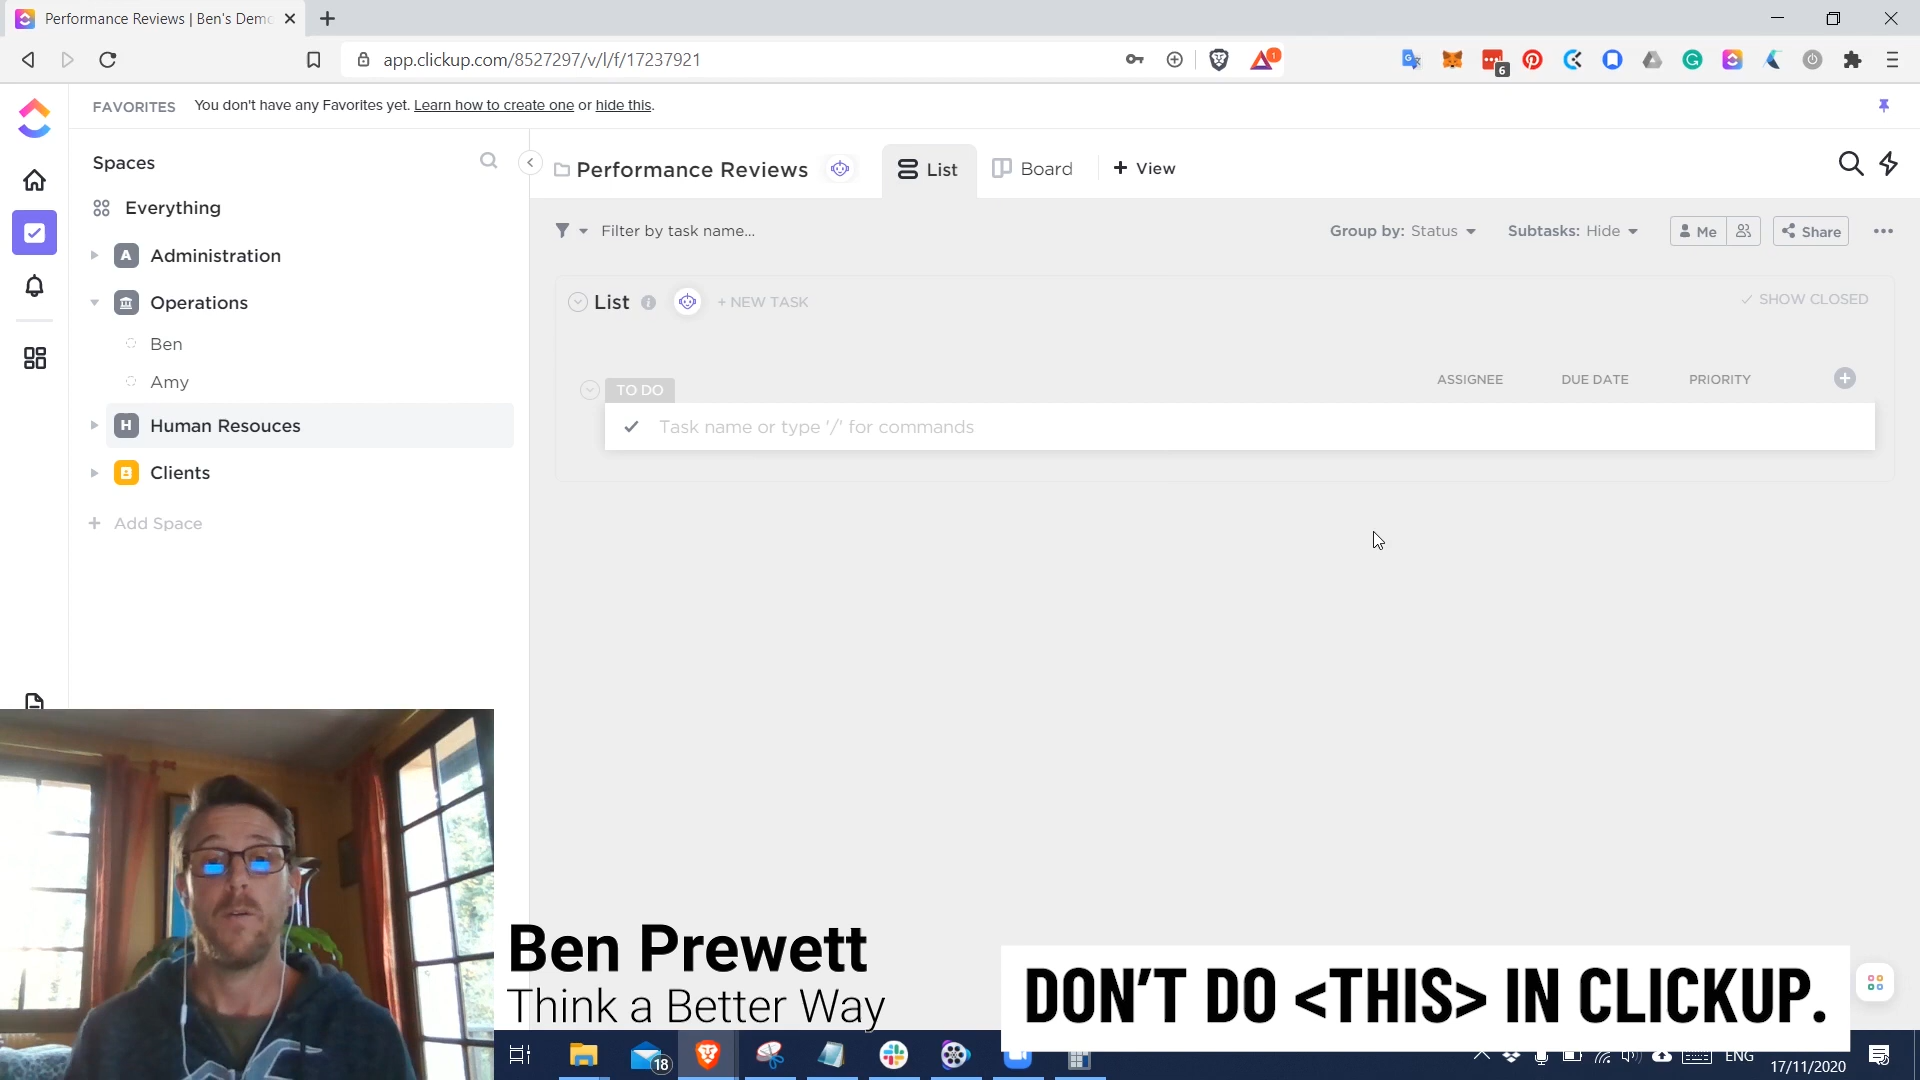 Performance Reviews | Ben's Demo
app.clickup.com/8527297/v/l/f/17237921
1
6
FAVORITES You don't have any Favorites yet. Learn how to create one or hide this.
Spaces
Everything
A Administration
Operations
Ben
Amy
H Human Resouces
Clients
+ Add Space
Performance Reviews
List
Board
+ View
Filter by task name...
Group by: Status
Subtasks: Hide
Me
Share
List
+ NEW TASK
SHOW CLOSED
TO DO
ASSIGNEE
DUE DATE
PRIORITY
Task name or type '/' for commands
Ben Prewett
Think a Better Way
DON'T DO <THIS> IN CLICKUP.
18
ENG
17/11/2020